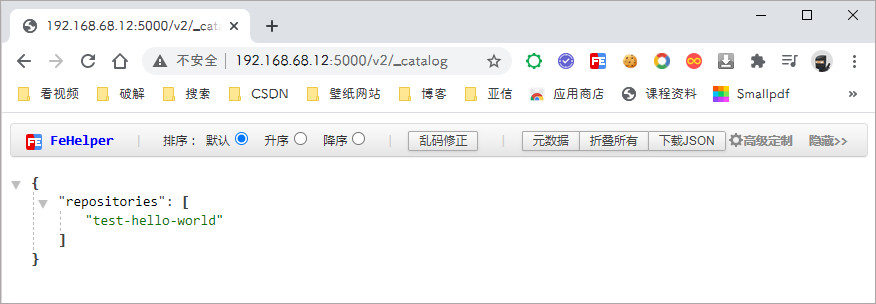 192.168.68.12:5000/v2/_cata
不安全 192.168.68.12:5000/v2/_catalog
看视频 破解 搜索 CSDN 壁纸网站 博客 亚信 应用商店 课程资料 Smallpdf
FeHelper 排序： 默认 升序 降序 乱码修正 元数据 折叠所有 下载JSON 高级定制 隐藏>>
{
"repositories": [
"test-hello-world"
]
}